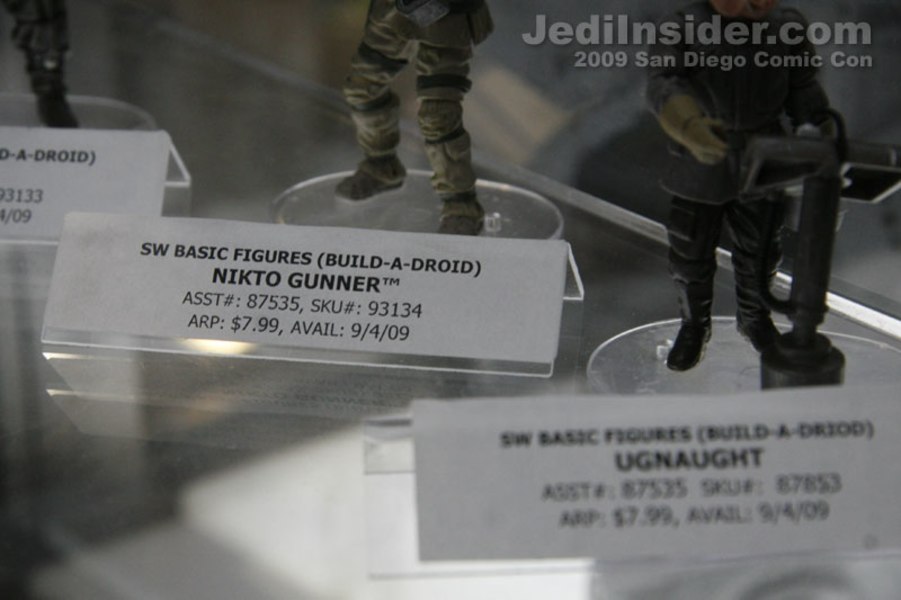 JediInsider.com
2009 San Diego Comic Con
D-A-DROID)
93133
4/09
SW BASIC FIGURES (BUILD-A-DROID)
NIKTO GUNNER™
ASST#: 87535, SKU#: 93134
ARP: $7.99, AVAIL: 9/4/09
SW BASIC FIGURES (BUILD-A-DRIOD)
UGNAUGHT
ASST#: 87535 SKU#: 87853
ARP: $7.99, AVAIL: 9/4/09